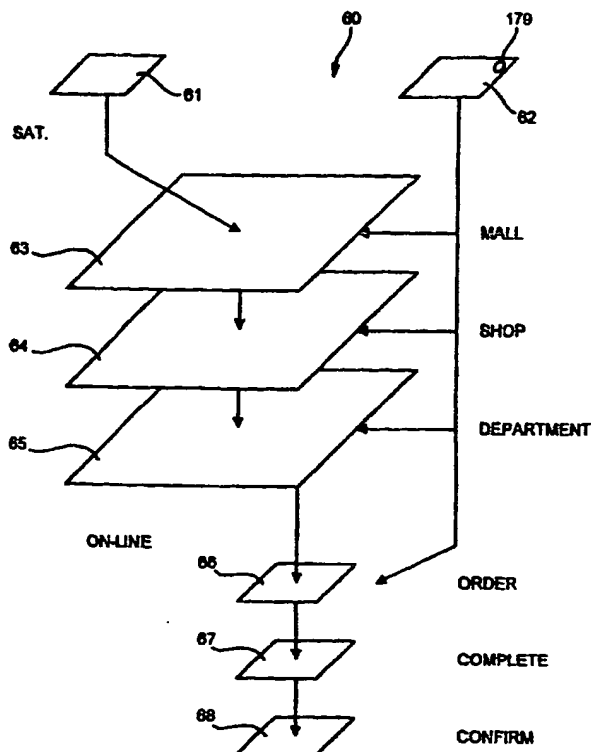 60
179
61
62
SAT.
63
MALL
64
SHOP
65
DEPARTMENT
ON-LINE
66
ORDER
67
COMPLETE
68
CONFIRM